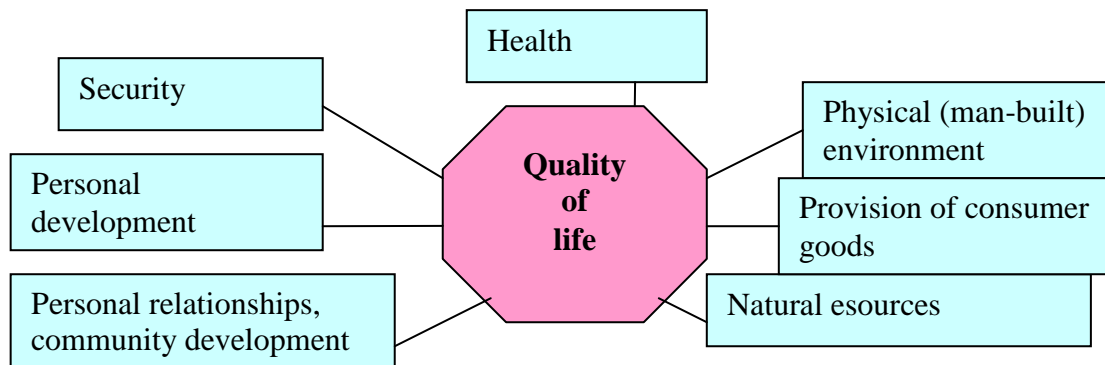 Health
Security
Physical (man-built)
environment
Quality
of
life
Personal
development
Provision of consumer
goods
Personal relationships,
community development
Natural esources